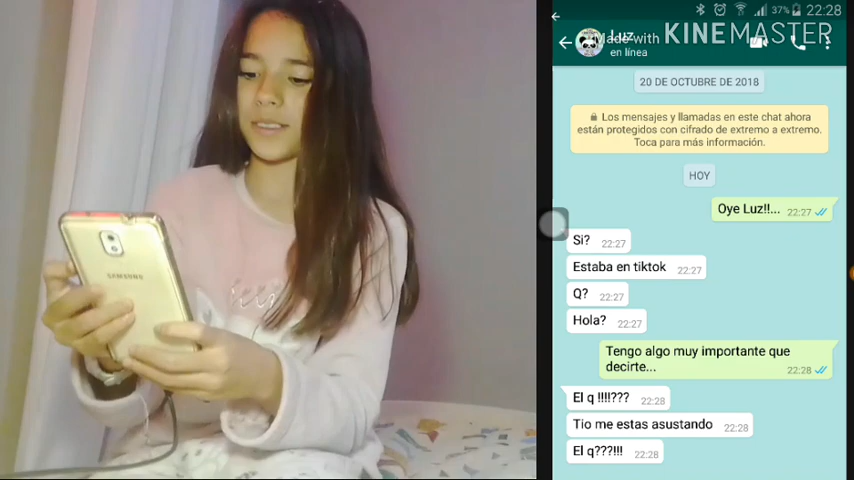 37% 22:28
Made with KINEMASTER
LUZ
en línea
20 DE OCTUBRE DE 2018
Los mensajes y llamadas en este chat ahora
están protegidos con cifrado de extremo a extremo.
Toca para más información.
HOY
Oye Luz!!... 22:27
Si? 22:27
Estaba en tiktok 22:27
Q? 22:27
Hola? 22:27
Tengo algo muy importante que
decirte... 22:28
El q !!!!??? 22:28
Tio me estas asustando 22:28
El q???!!! 22:28
SAMSUNG